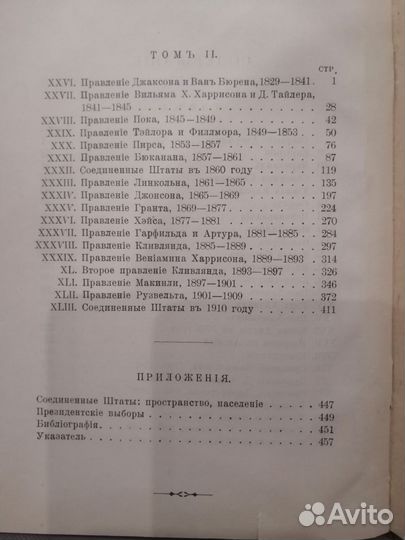 ТОМЪ II.
СТР.
XXVI. Правленіе Джаксона и Ванъ Бюрена, 1829—1841. 1
XXVII. Правленіе Вильяма Х. Харрисона и Д. Тайлера,
1841—1845 28
XXVIII. Правленіе Пока, 1845—1849 42
XXIX. Правленіе Тэйлора и Филлмора, 1849—1853 50
XXX. Правленіе Пирса, 1853—1857 76
XXXI. Правленіе Бюканана, 1857—1861 87
XXXII. Соединенные Штаты въ 1860 году 119
XXXIII. Правленіе Линкольна, 1861—1865 135
XXXIV. Правленіе Джонсона, 1865—1869 197
XXXV. Правленіе Гранта, 1869—1877 224
XXXVI. Правленіе Хэйса, 1877—1881 270
XXXVII. Правленіе Гарфильда и Артура, 1881—1885 284
XXXVIII. Правленіе Кливлянда, 1885—1889 297
XXXIX. Правленіе Веніамина Харрисона, 1889—1893 314
XL. Второе правленіе Кливлянда, 1893—1897 326
XLI. Правленіе Макинли, 1897—1901 346
XLII. Правленіе Рузвельта, 1901—1909 372
XLIII. Соединенные Штаты въ 1910 году 411
ПРИЛОЖЕНІЯ.
Соединенные Штаты: пространство, населеніе 447
Президентскіе выборы 449
Библіографія 451
Указатель 457
Avito